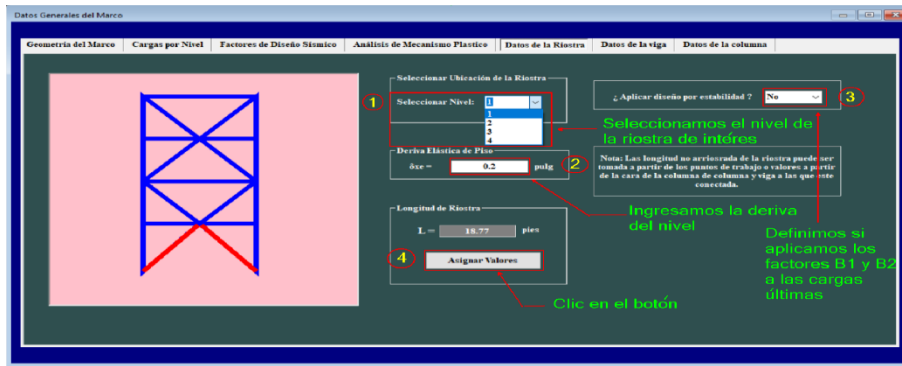 Datos Generales del Marco
Geometría del Marco
Cargas por Nivel
Factores de Diseño Sísmico
Análisis de Mecanismo Plastico
Datos de la Riostra
Datos de la viga
Datos de la columna
Seleccionar Ubicación de la Riostra
1
Seleccionar Nivel:
1
1
2
3
4
¿ Aplicar diseño por estabilidad ?
No
3
Seleccionamos el nivel de
la riostra de intéres
Deriva Elástica de Piso
δxe =
0.2
pulg
2
Nota: Las longitud no arriosrada de la riostra puede ser
tomada a partir de los puntos de trabajo o valores a partir
de la cara de la columna de columna y viga a las que este
conectada.
Ingresamos la deriva
del nivel
Longitud de Riostra
L =
18.77
pies
4
Asignar Valores
Clic en el botón
Definimos si
aplicamos los
factores B1 y B2
a las cargas
últimas